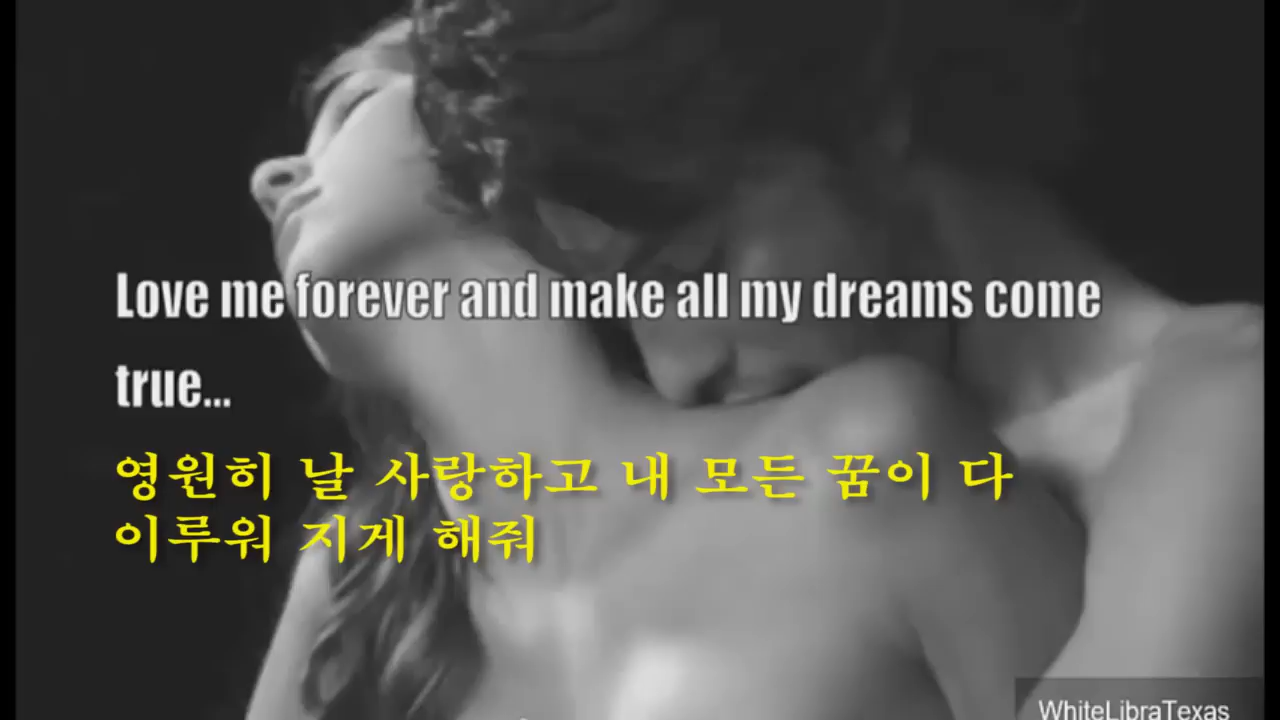 Love me forever and make all my dreams come
true...
영원히 날 사랑하고 내 모든 꿈이 다
이루워 지게 해줘
WhiteLibraTexas